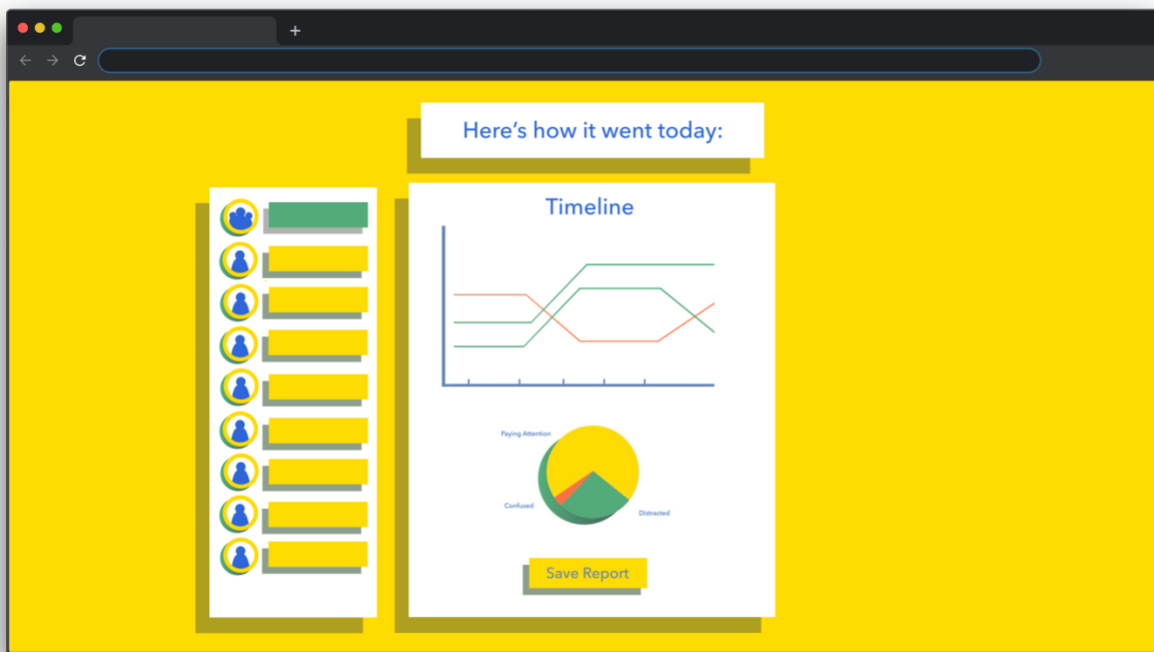 Here's how it went today:
Timeline
Paying Attention
Confused
Distracted
Save Report